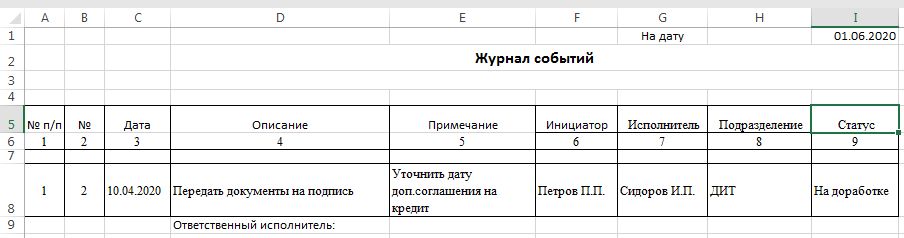 A B C D E F G H I
1 На дату 01.06.2020
2 Журнал событий
3
4
5 № п/п № Дата Описание Примечание Инициатор Исполнитель Подразделение Статус
6 1 2 3 4 5 6 7 8 9
7
Уточнить дату
1 2 10.04.2020 Передать документы на подпись доп.соглашения на Петров П.П. Сидоров И.П. ДИТ На доработке
8 кредит
9 Ответственный исполнитель: